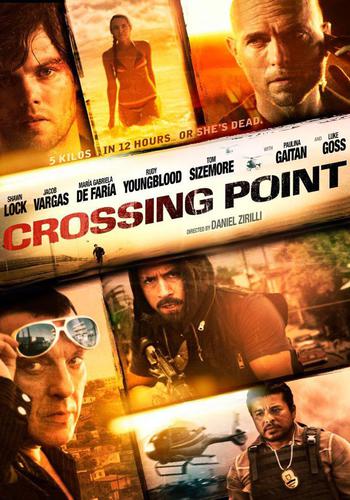 5 KILOS IN 12 HOURS... OR SHE'S DEAD.
SHAWN LOCK JACOB VARGAS MARÍA GABRIELA DE FARÍA RUDY YOUNGBLOOD TOM SIZEMORE WITH PAULINA GAITAN AND LUKE GOSS
CROSSING POINT
DIRECTED BY DANIEL ZIRILLI